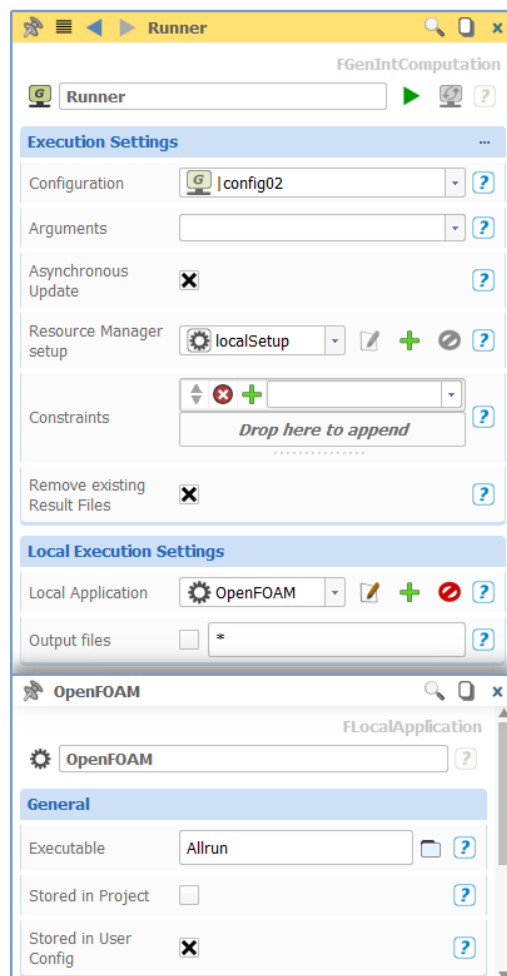 Runner
FGenIntComputation
G Runner ?
Execution Settings ...
Configuration G |config02 ?
Arguments ?
Asynchronous
Update ?
Resource Manager
setup localSetup ?
Constraints ?
Drop here to append
Remove existing
Result Files ?
Local Execution Settings
Local Application OpenFOAM ?
Output files * ?
OpenFOAM
FLocalApplication
OpenFOAM ?
General
Executable Allrun ?
Stored in Project ?
Stored in User
Config ?